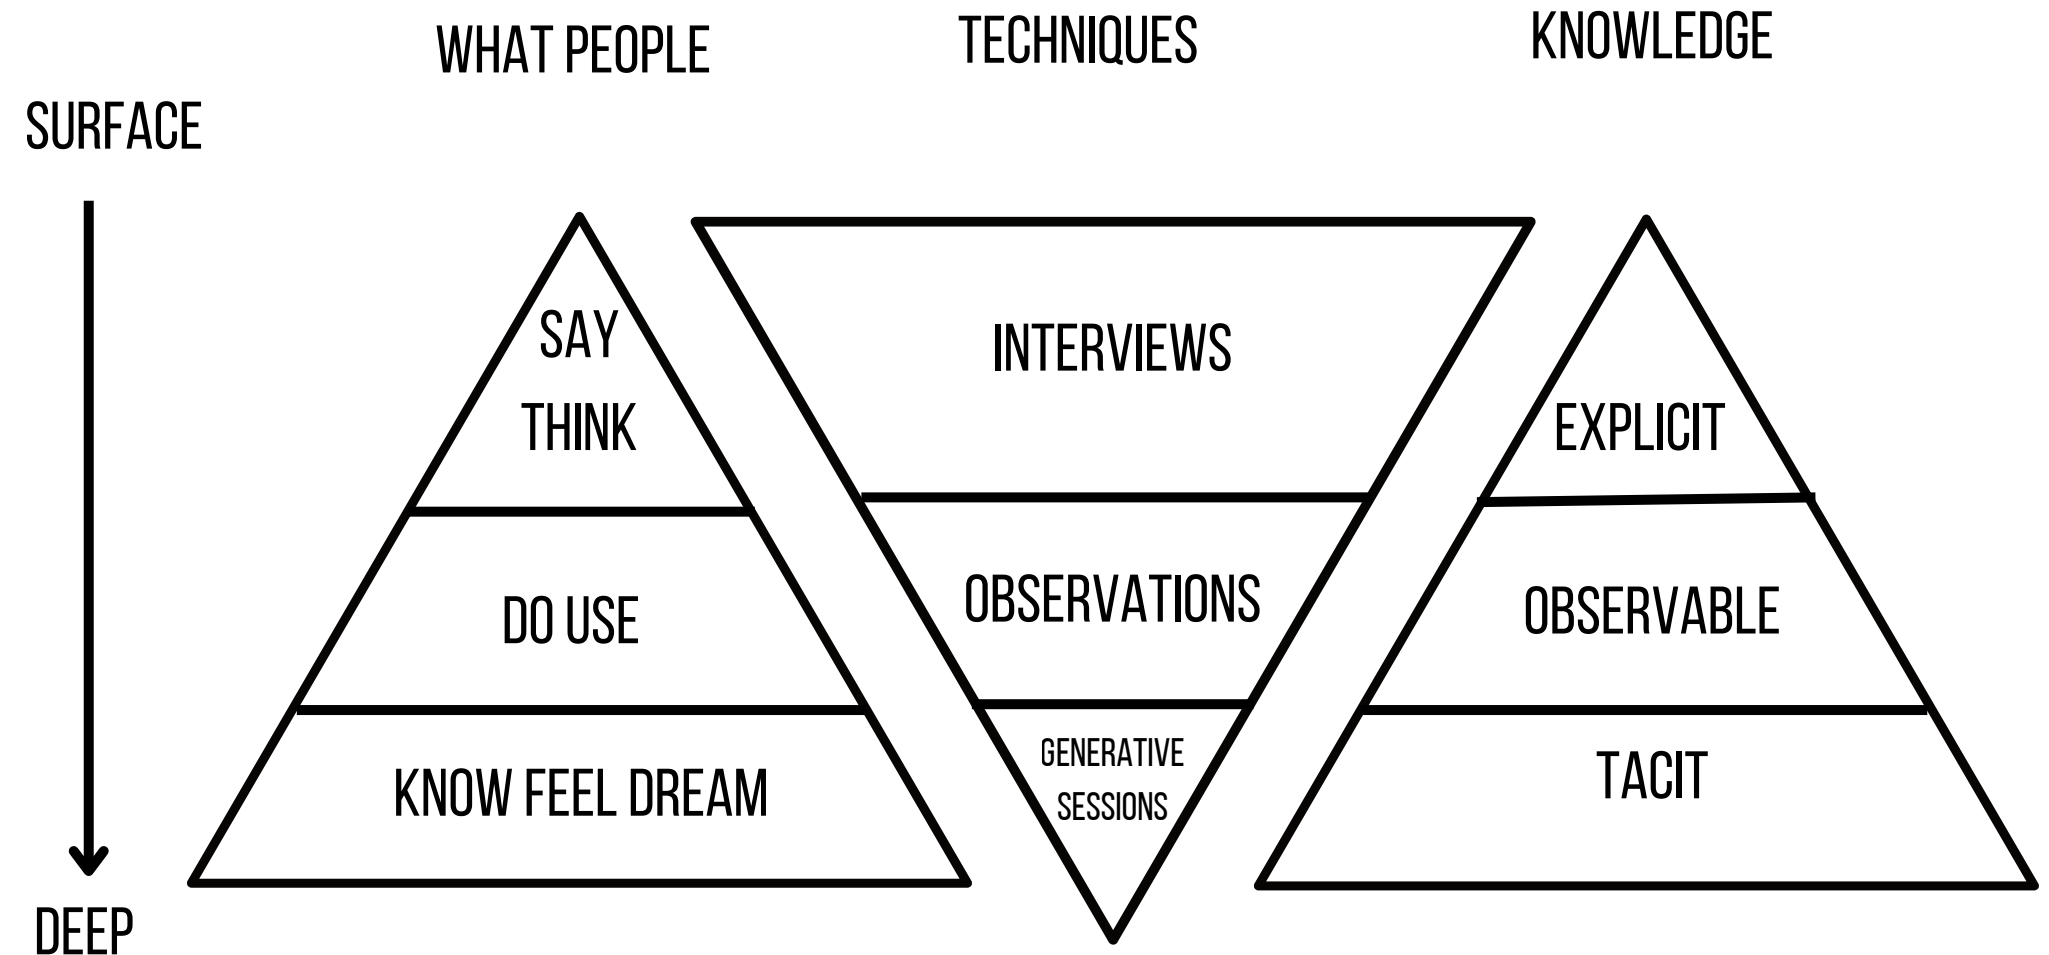 WHAT PEOPLE
TECHNIQUES
KNOWLEDGE
SURFACE
SAY
THINK
INTERVIEWS
EXPLICIT
DO USE
OBSERVATIONS
OBSERVABLE
KNOW FEEL DREAM
GENERATIVE
SESSIONS
TACIT
DEEP